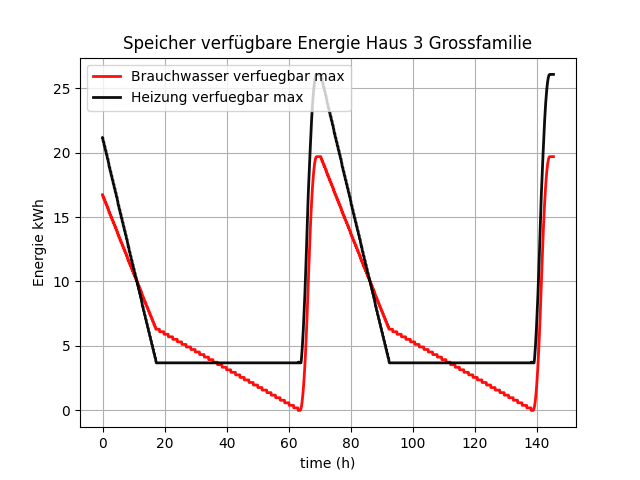 Speicher verfügbare Energie Haus 3 Grossfamilie
Brauchwasser verfuegbar max
Heizung verfuegbar max
Energie kWh
25
20
15
10
5
0
0 20 40 60 80 100 120 140
time (h)